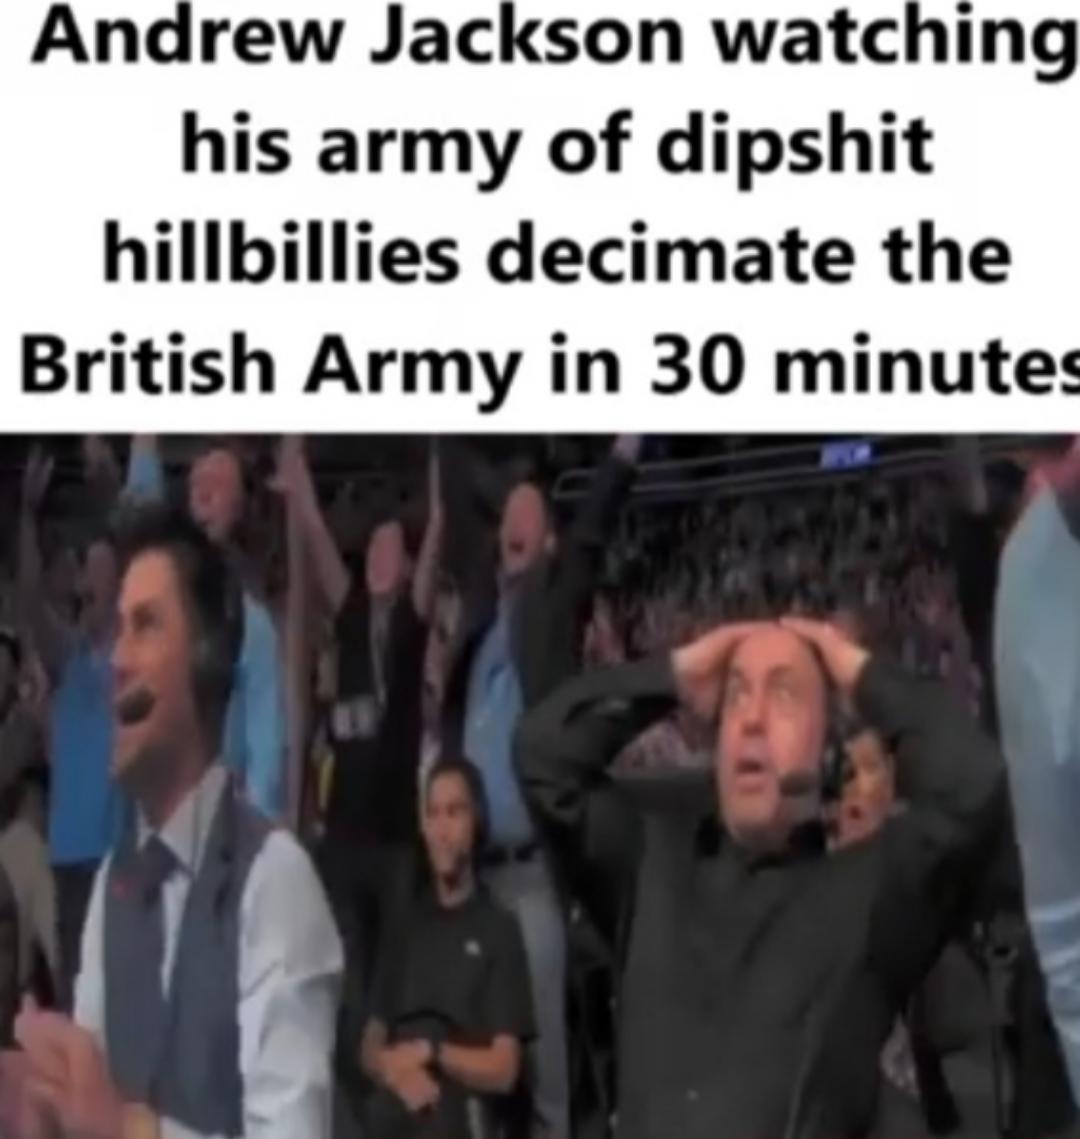 Andrew Jackson watching
his army of dipshit
hillbillies decimate the
British Army in 30 minutes